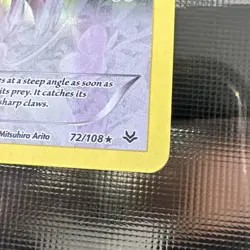 es at a steep angle as soon as
its prey. It catches its
sharp claws.
Mitsuhiro Arita
72/108★